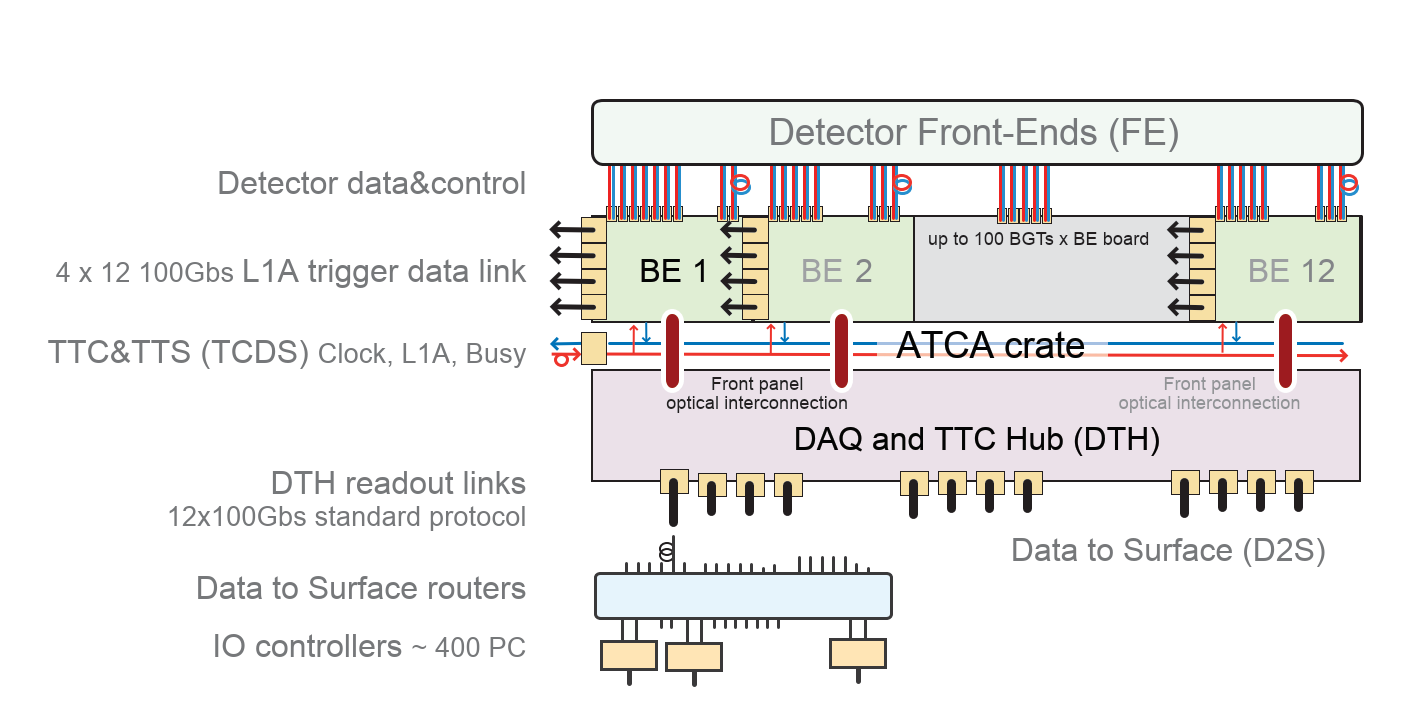 Detector Front-Ends (FE)
Detector data&control
up to 100 BGTs x BE board
4 x 12 100Gbs L1A trigger data link
BE 1
BE 2
BE 12
TTC&TTS (TCDS) Clock, L1A, Busy
ATCA crate
Front panel
optical interconnection
Front panel
optical interconnection
DAQ and TTC Hub (DTH)
DTH readout links
12x100Gbs standard protocol
Data to Surface (D2S)
Data to Surface routers
IO controllers ~ 400 PC